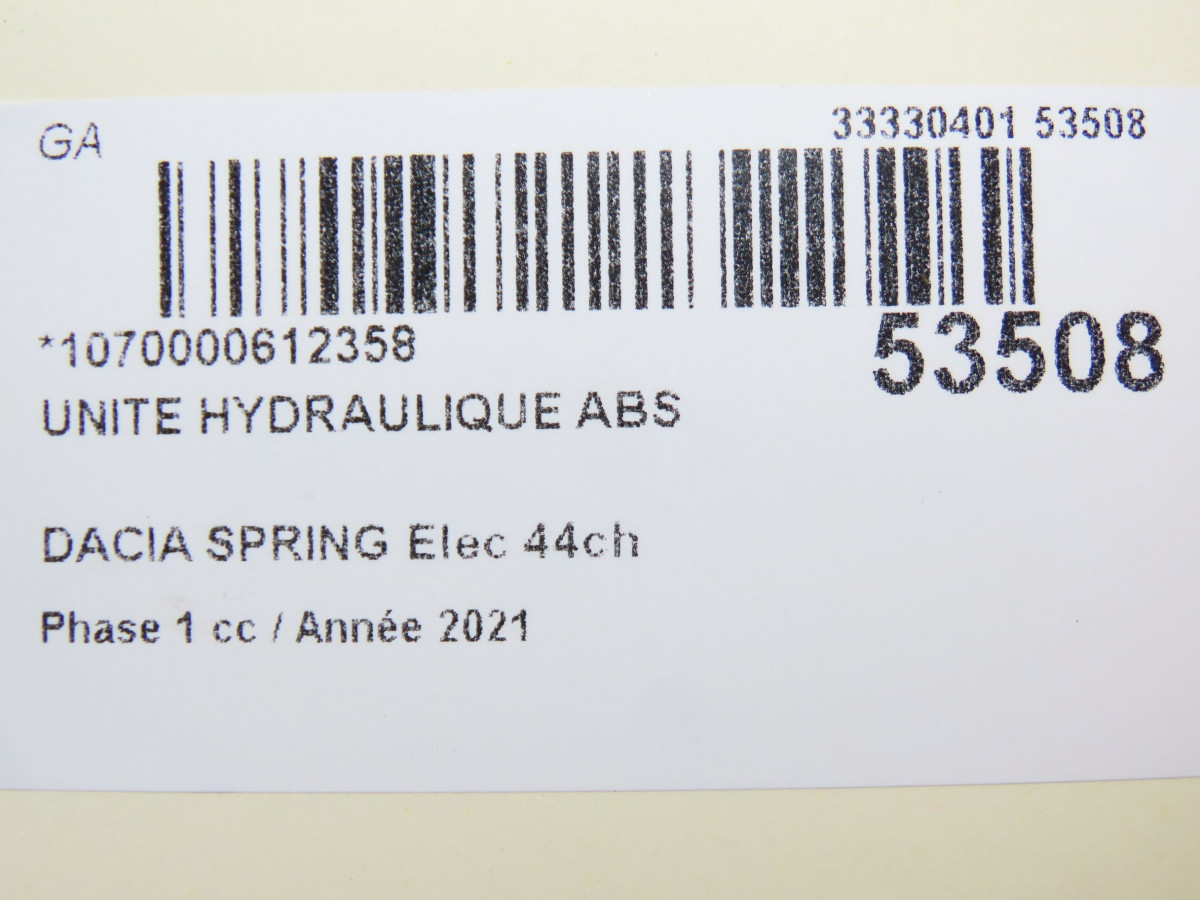 GA
33330401 53508
*1070000612358
53508
UNITE HYDRAULIQUE ABS
DACIA SPRING Elec 44ch
Phase 1 cc / Année 2021